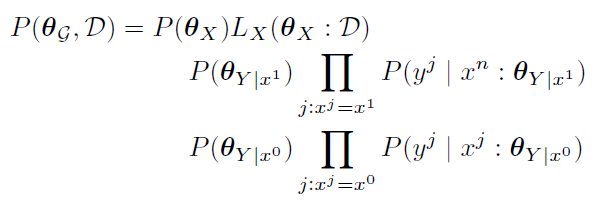 P(θ_𝒢, 𝒟) = P(θ_X)L_X(θ_X : 𝒟)
P(θ_{Y|x^1}) ∏_{j:x^j=x^1} P(y^j | x^n : θ_{Y|x^1})
P(θ_{Y|x^0}) ∏_{j:x^j=x^0} P(y^j | x^j : θ_{Y|x^0})